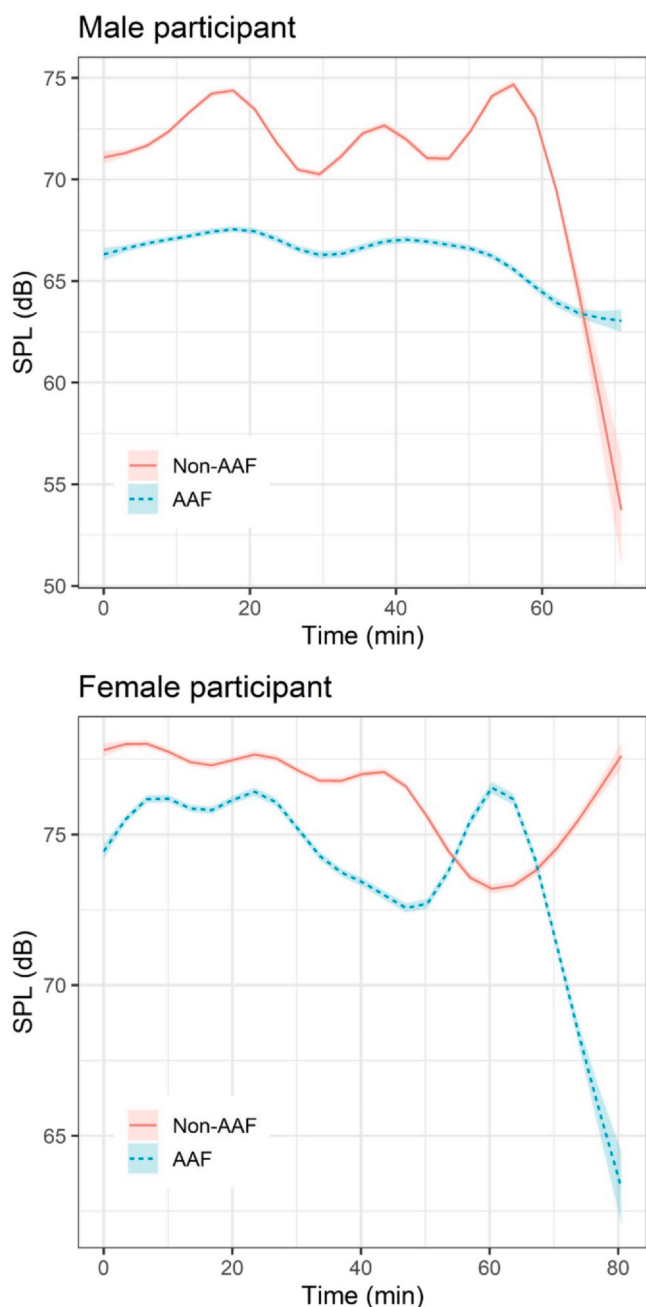 Male participant
75
70
65
60
55
50
SPL (dB)
Non-AAF
AAF
0 20 40 60
Time (min)
Female participant
75
70
65
SPL (dB)
Non-AAF
AAF
0 20 40 60 80
Time (min)